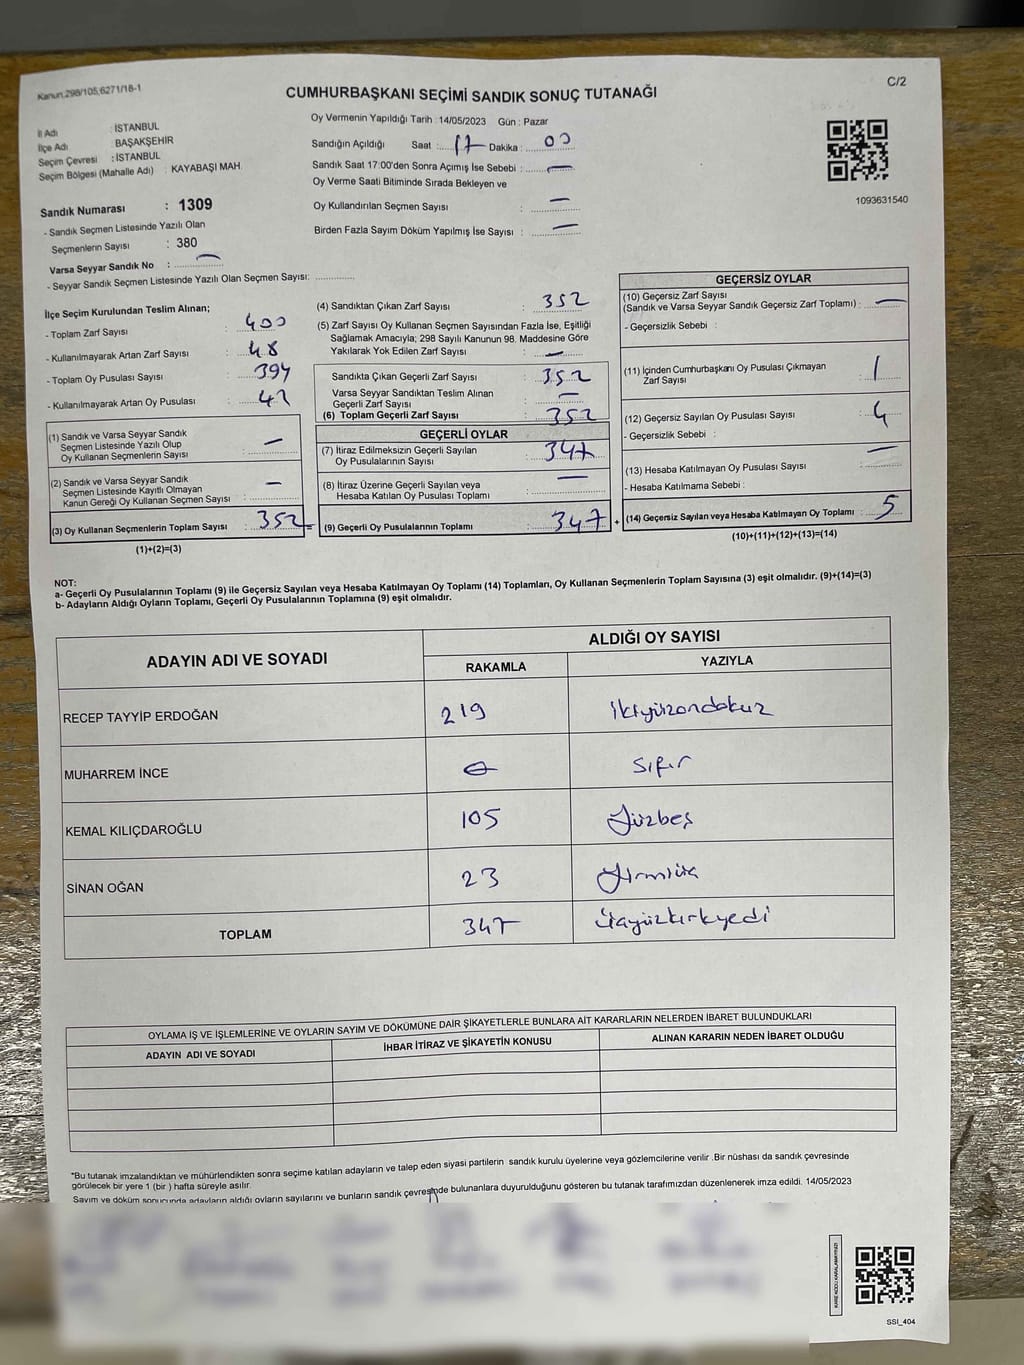 Kanun:298/105;6271/18-1
C/2
CUMHURBAŞKANI SEÇİMİ SANDIK SONUÇ TUTANAĞI
İl Adı : İSTANBUL
İlçe Adı BAŞAKŞEHİR
Seçim Çevresi : İSTANBUL
Seçim Bölgesi (Mahalle Adı) : KAYABAŞI MAH.
Sandık Numarası : 1309
- Sandık Seçmen Listesinde Yazılı Olan
Seçmenlerin Sayısı : 380
Varsa Seyyar Sandık No : —
- Seyyar Sandık Seçmen Listesinde Yazılı Olan Seçmen Sayısı: ............
Oy Vermenin Yapıldığı Tarih : 14/05/2023 Gün : Pazar
Sandığın Açıldığı Saat : 17 Dakika : 00
Sandık Saat 17:00'den Sonra Açımış İse Sebebi : —
Oy Verme Saati Bitiminde Sırada Bekleyen ve
Oy Kullandırılan Seçmen Sayısı : —
Birden Fazla Sayım Döküm Yapılmış İse Sayısı : —
1093631540
İlçe Seçim Kurulundan Teslim Alınan;
- Toplam Zarf Sayısı : 400
- Kullanılmayarak Artan Zarf Sayısı : 48
- Toplam Oy Pusulası Sayısı : 394
- Kullanılmayarak Artan Oy Pusulası : 42
(1) Sandık ve Varsa Seyyar Sandık
Seçmen Listesinde Yazılı Olup
Oy Kullanan Seçmenlerin Sayısı : —
(2) Sandık ve Varsa Seyyar Sandık
Seçmen Listesinde Kayıtlı Olmayan
Kanun Gereği Oy Kullanan Seçmen Sayısı : —
(3) Oy Kullanan Seçmenlerin Toplam Sayısı : 352
(1)+(2)=(3)
(4) Sandıktan Çıkan Zarf Sayısı : 352
(5) Zarf Sayısı Oy Kullanan Seçmen Sayısından Fazla İse, Eşitliği
Sağlamak Amacıyla; 298 Sayılı Kanunun 98. Maddesine Göre
Yakılarak Yok Edilen Zarf Sayısı : —
Sandıkta Çıkan Geçerli Zarf Sayısı : 352
Varsa Seyyar Sandıktan Teslim Alınan
Geçerli Zarf Sayısı : —
(6) Toplam Geçerli Zarf Sayısı : 352
GEÇERLİ OYLAR
(7) İtiraz Edilmeksizin Geçerli Sayılan
Oy Pusulalarının Sayısı : 347
(8) İtiraz Üzerine Geçerli Sayılan veya
Hesaba Katılan Oy Pusulası Toplamı : —
(9) Geçerli Oy Pusulalarının Toplamı : 347
GEÇERSİZ OYLAR
(10) Geçersiz Zarf Sayısı
(Sandık ve Varsa Seyyar Sandık Geçersiz Zarf Toplamı) : —
- Geçersizlik Sebebi :
(11) İçinden Cumhurbaşkanı Oy Pusulası Çıkmayan
Zarf Sayısı : 1
(12) Geçersiz Sayılan Oy Pusulası Sayısı : 4
- Geçersizlik Sebebi :
(13) Hesaba Katılmayan Oy Pusulası Sayısı : —
- Hesaba Katılmama Sebebi :
+ (14) Geçersiz Sayılan veya Hesaba Katılmayan Oy Toplamı : 5
(10)+(11)+(12)+(13)=(14)
NOT:
a- Geçerli Oy Pusulalarının Toplamı (9) ile Geçersiz Sayılan veya Hesaba Katılmayan Oy Toplamı (14) Toplamları, Oy Kullanan Seçmenlerin Toplam Sayısına (3) eşit olmalıdır. (9)+(14)=(3)
b- Adayların Aldığı Oyların Toplamı, Geçerli Oy Pusulalarının Toplamına (9) eşit olmalıdır.
ADAYIN ADI VE SOYADI
ALDIĞI OY SAYISI
RAKAMLA YAZIYLA
RECEP TAYYİP ERDOĞAN 219 ikiyüzondokuz
MUHARREM İNCE 0 Sıfır
KEMAL KILIÇDAROĞLU 105 Yüzbeş
SİNAN OĞAN 23 Yirmiüç
TOPLAM 347 üçyüzkırkyedi
OYLAMA İŞ VE İŞLEMLERİNE VE OYLARIN SAYIM VE DÖKÜMÜNE DAİR ŞİKAYETLERLE BUNLARA AİT KARARLARIN NELERDEN İBARET BULUNDUKLARI
ADAYIN ADI VE SOYADI İHBAR İTİRAZ VE ŞİKAYETİN KONUSU ALINAN KARARIN NEDEN İBARET OLDUĞU
*Bu tutanak imzalandıktan ve mühürlendikten sonra seçime katılan adayların ve talep eden siyasi partilerin sandık kurulu üyelerine veya gözlemcilerine verilir .Bir nüshası da sandık çevresinde
görülecek bir yere 1 (bir ) hafta süreyle asılır.
Sayım ve döküm sonucunda adayların aldığı oyların sayılarını ve bunların sandık çevresinde bulunanlara duyurulduğunu gösteren bu tutanak tarafımızdan düzenlenerek imza edildi. 14/05/2023
KARE KODU KARALAMAYINIZ!
SSI_404